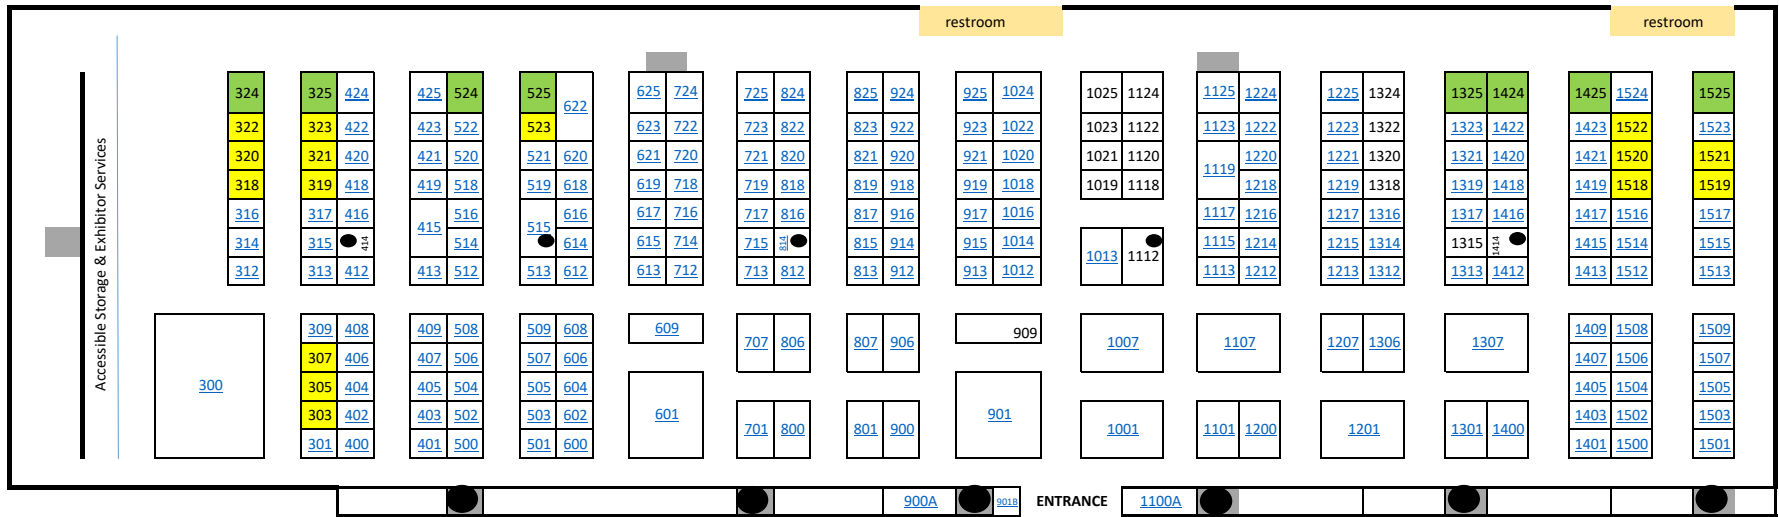 restroom restroom
324 325 424 425 524 525 622 625 724 725 824 825 924 925 1024 1025 1124 1125 1224 1225 1324 1325 1424 1425 1524 1525
322 323 422 423 522 523 623 722 723 822 823 922 923 1022 1023 1122 1123 1222 1223 1322 1323 1422 1423 1522 1523
320 321 420 421 520 521 620 621 720 721 820 821 920 921 1020 1021 1120 1119 1220 1221 1320 1321 1420 1421 1520 1521
318 319 418 419 518 519 618 619 718 719 818 819 918 919 1018 1019 1118 1218 1219 1318 1319 1418 1419 1518 1519
316 317 416 415 516 515 616 617 716 717 816 817 916 917 1016 1117 1216 1217 1316 1317 1416 1417 1516 1517
314 315 414 514 614 615 714 715 814 815 914 915 1014 1013 1112 1115 1214 1215 1314 1315 1414 1415 1514 1515
312 313 412 413 512 513 612 613 712 713 812 813 912 913 1012 1113 1212 1213 1312 1313 1412 1413 1512 1513
Accessible Storage & Exhibitor Services
309 408 409 508 509 608 609 707 806 807 906 909 1007 1107 1207 1306 1307 1409 1508 1509
307 406 407 506 507 606 1407 1506 1507
300 305 404 405 504 505 604 1405 1504 1505
303 402 403 502 503 602 601 901 1403 1502 1503
301 400 401 500 501 600 701 800 801 900 1001 1101 1200 1201 1301 1400 1401 1500 1501
900A 901B ENTRANCE 1100A